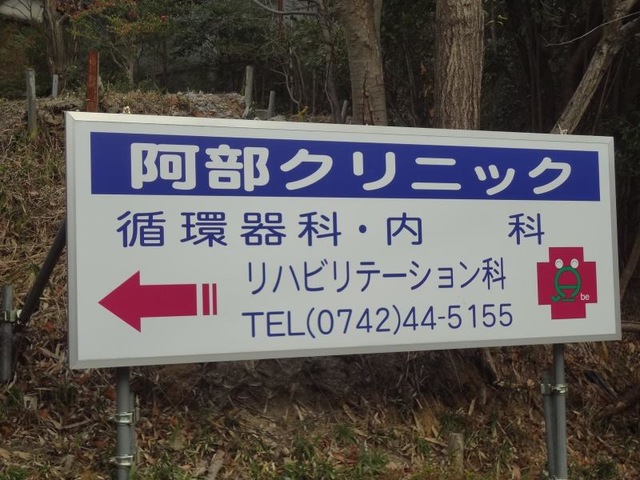 阿部クリニック
循環器科・内 科
リハビリテーション科
TEL(0742)44-5155
be